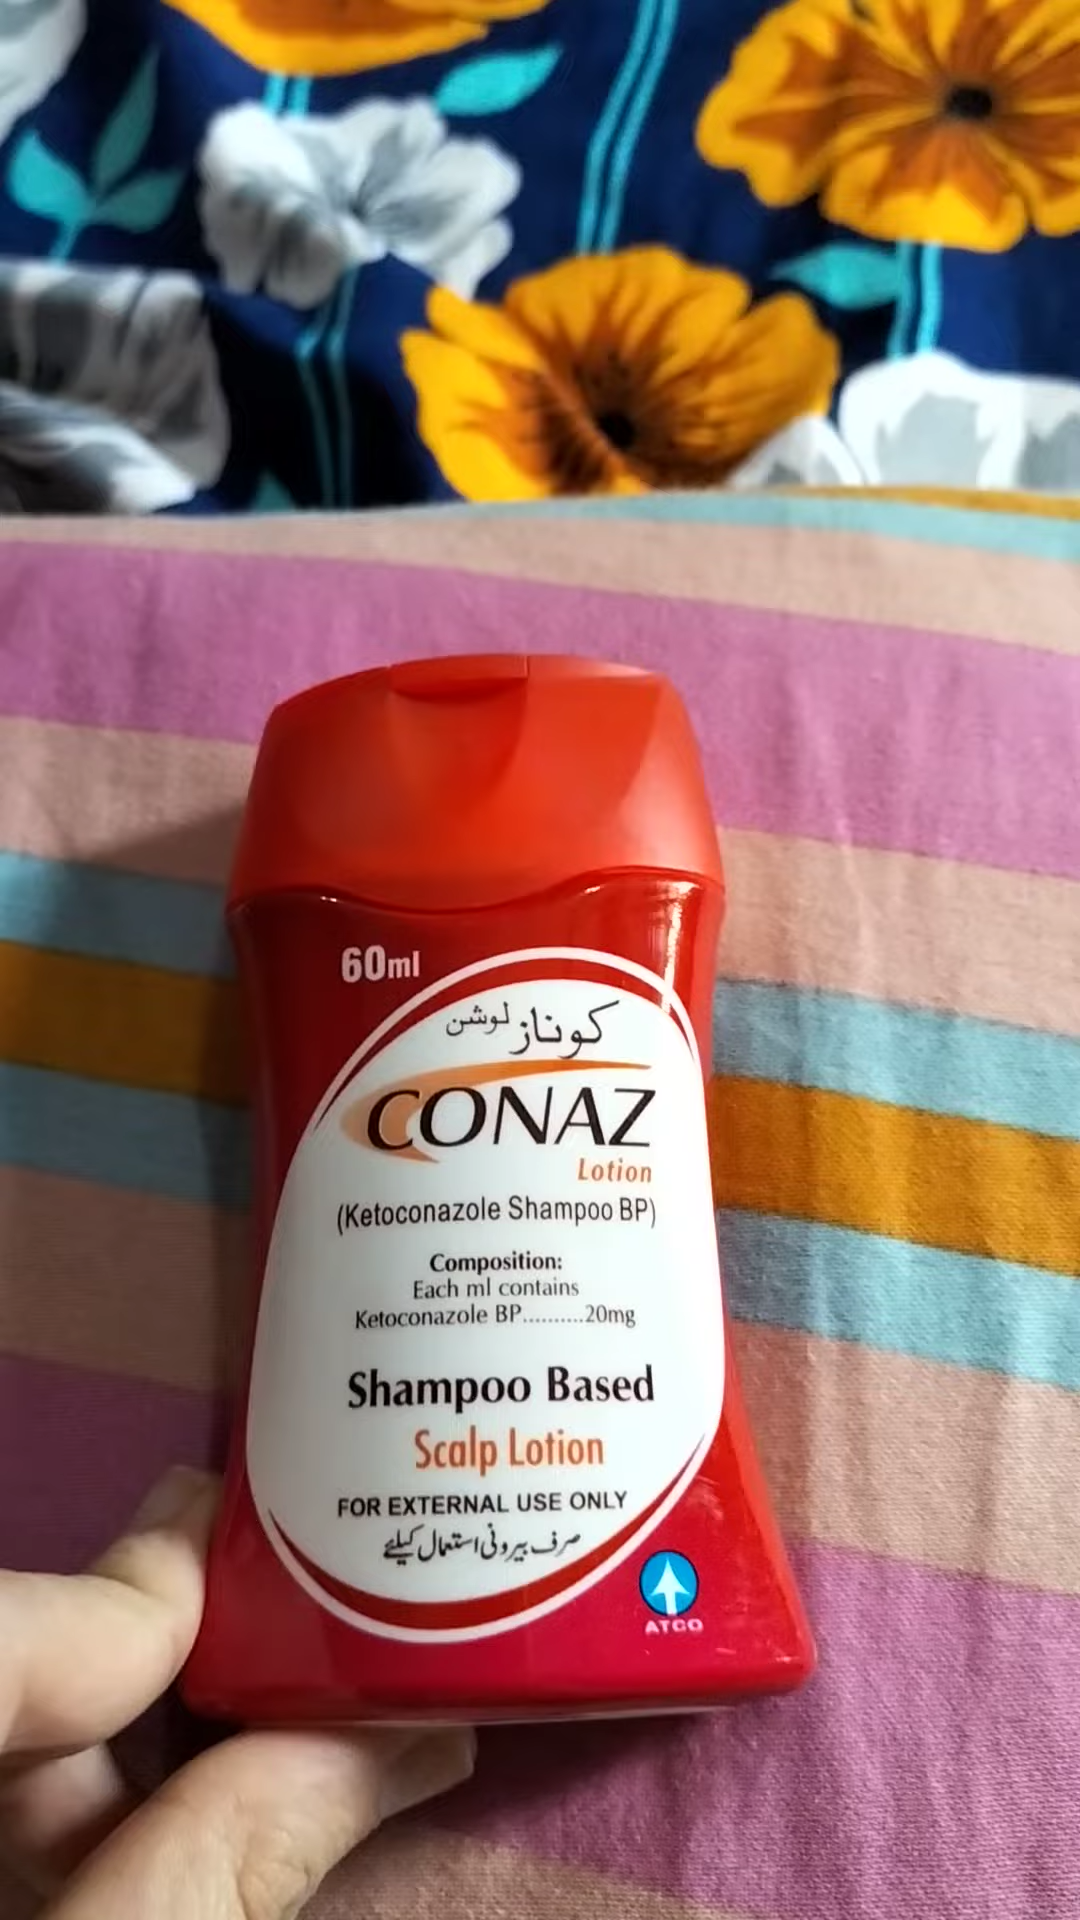 60ml
کوناز لوشن
CONAZ
Lotion
(Ketoconazole Shampoo BP)
Composition:
Each ml contains
Ketoconazole BP..........20mg
Shampoo Based
Scalp Lotion
FOR EXTERNAL USE ONLY
صرف بیرونی استعمال کیلئے
ATCO